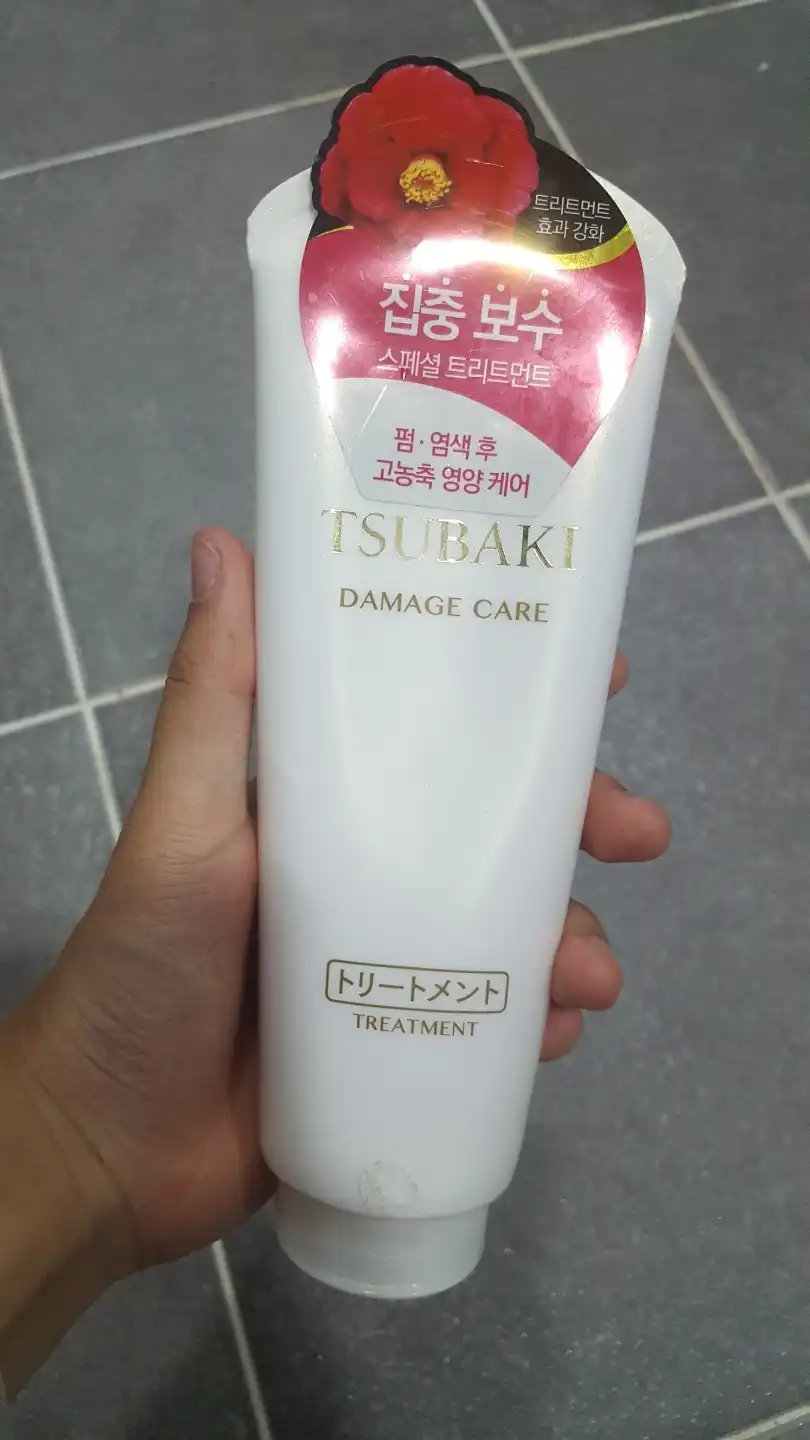 트리트먼트
효과 강화
집중 보수
스페셜 트리트먼트
펌·염색 후
고농축 영양 케어
TSUBAKI
DAMAGE CARE
トリートメント
TREATMENT